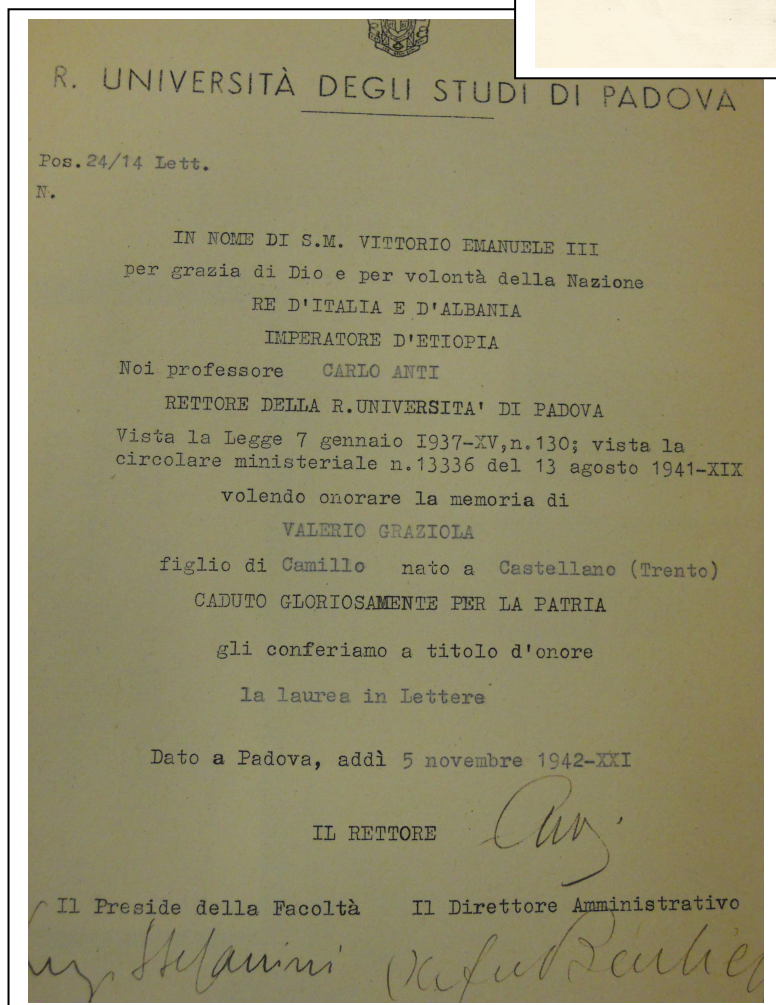 R. UNIVERSITÀ DEGLI STUDI DI PADOVA
Pos.24/14 Lett.
N.
IN NOME DI S.M. VITTORIO EMANUELE III
per grazia di Dio e per volontà della Nazione
RE D'ITALIA E D'ALBANIA
IMPERATORE D'ETIOPIA
Noi professore CARLO ANTI
RETTORE DELLA R.UNIVERSITA' DI PADOVA
Vista la Legge 7 gennaio I937-XV,n.130; vista la
circolare ministeriale n.13336 del 13 agosto 1941-XIX
volendo onorare la memoria di
VALERIO GRAZIOLA
figlio di Camillo nato a Castellano (Trento)
CADUTO GLORIOSAMENTE PER LA PATRIA
gli conferiamo a titolo d'onore
la laurea in Lettere
Dato a Padova, addì 5 novembre 1942-XXI
IL RETTORE Anti
Il Preside della Facoltà Il Direttore Amministrativo
Stefanini